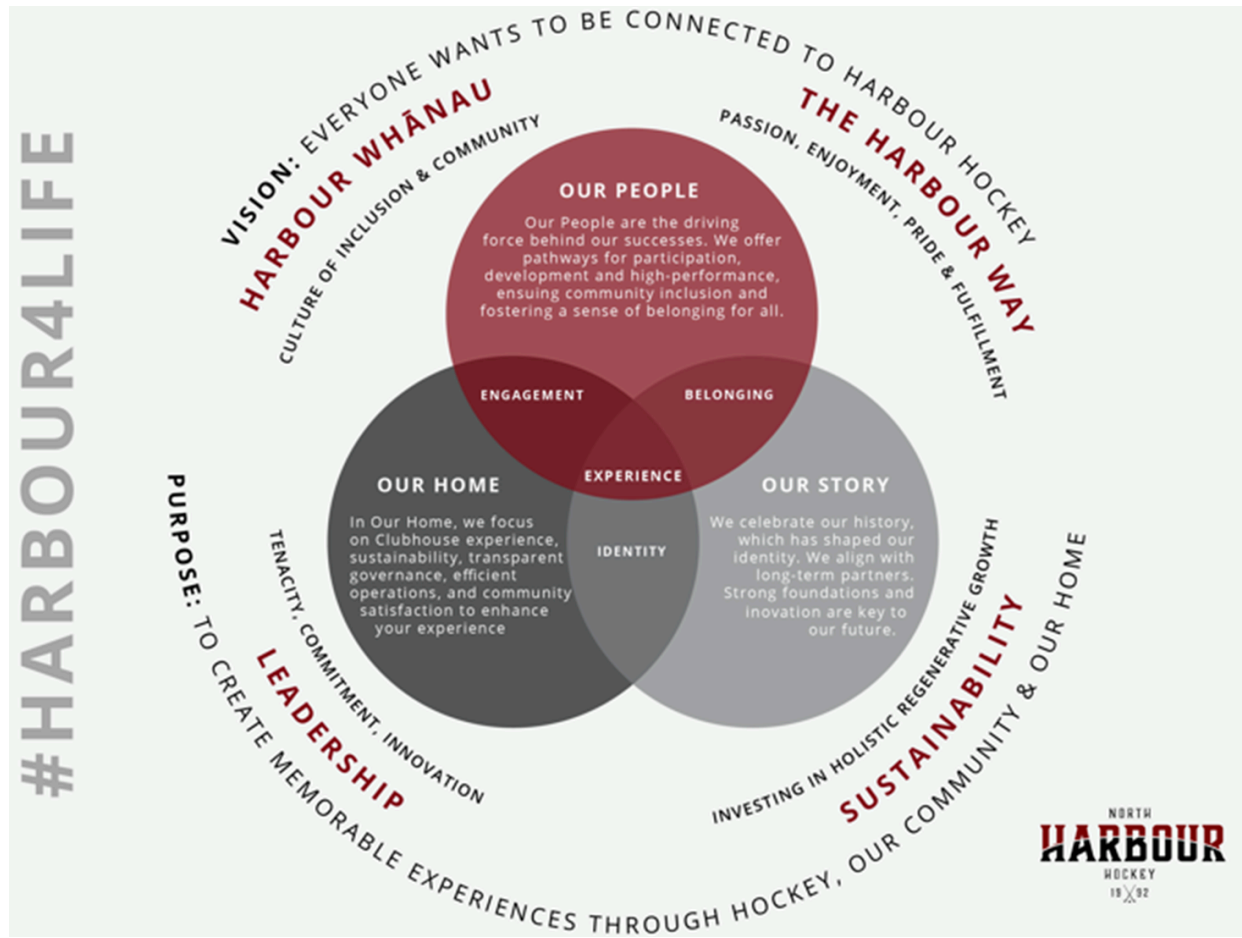 #HARBOUR4LIFE
VISION: EVERYONE WANTS TO BE CONNECTED TO HARBOUR HOCKEY
HARBOUR WHĀNAU
CULTURE OF INCLUSION & COMMUNITY
THE HARBOUR WAY
PASSION, ENJOYMENT, PRIDE & FULFILLMENT
OUR PEOPLE
Our People are the driving
force behind our successes. We offer
pathways for participation,
development and high-performance,
ensuing community inclusion and
fostering a sense of belonging for all.
ENGAGEMENT
BELONGING
EXPERIENCE
IDENTITY
OUR HOME
In Our Home, we focus
on Clubhouse experience,
sustainability, transparent
governance, efficient
operations, and community
satisfaction to enhance
your experience
OUR STORY
We celebrate our history,
which has shaped our
identity. We align with
long-term partners.
Strong foundations and
inovation are key to
our future.
TENACITY, COMMITMENT, INNOVATION
LEADERSHIP
INVESTING IN HOLISTIC REGENERATIVE GROWTH
SUSTAINABILITY
PURPOSE: TO CREATE MEMORABLE EXPERIENCES THROUGH HOCKEY, OUR COMMUNITY & OUR HOME
NORTH
HARBOUR
HOCKEY
19 92